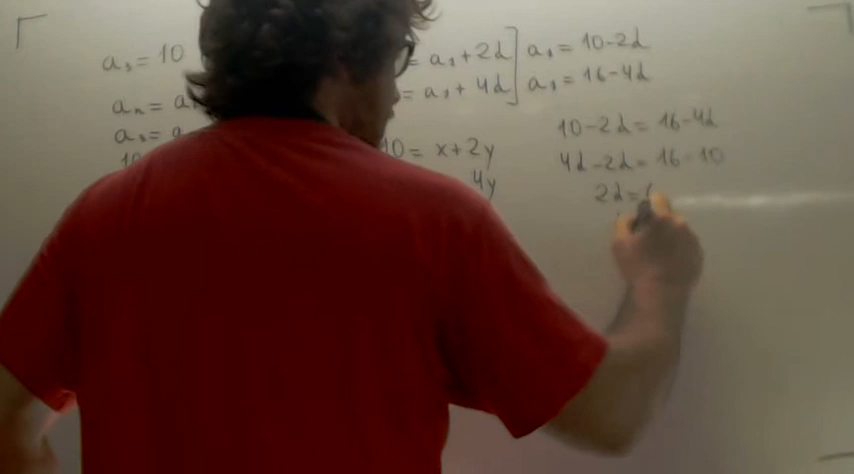 a₃ = 10
= a₁ + 2d ] a₁ = 10-2d
= a₁ + 4d ] a₁ = 16-4d
aₙ = a
a₃ = a
10
10 = x+2y
4y
10-2d = 16-4d
4d-2d = 16-10
2d =